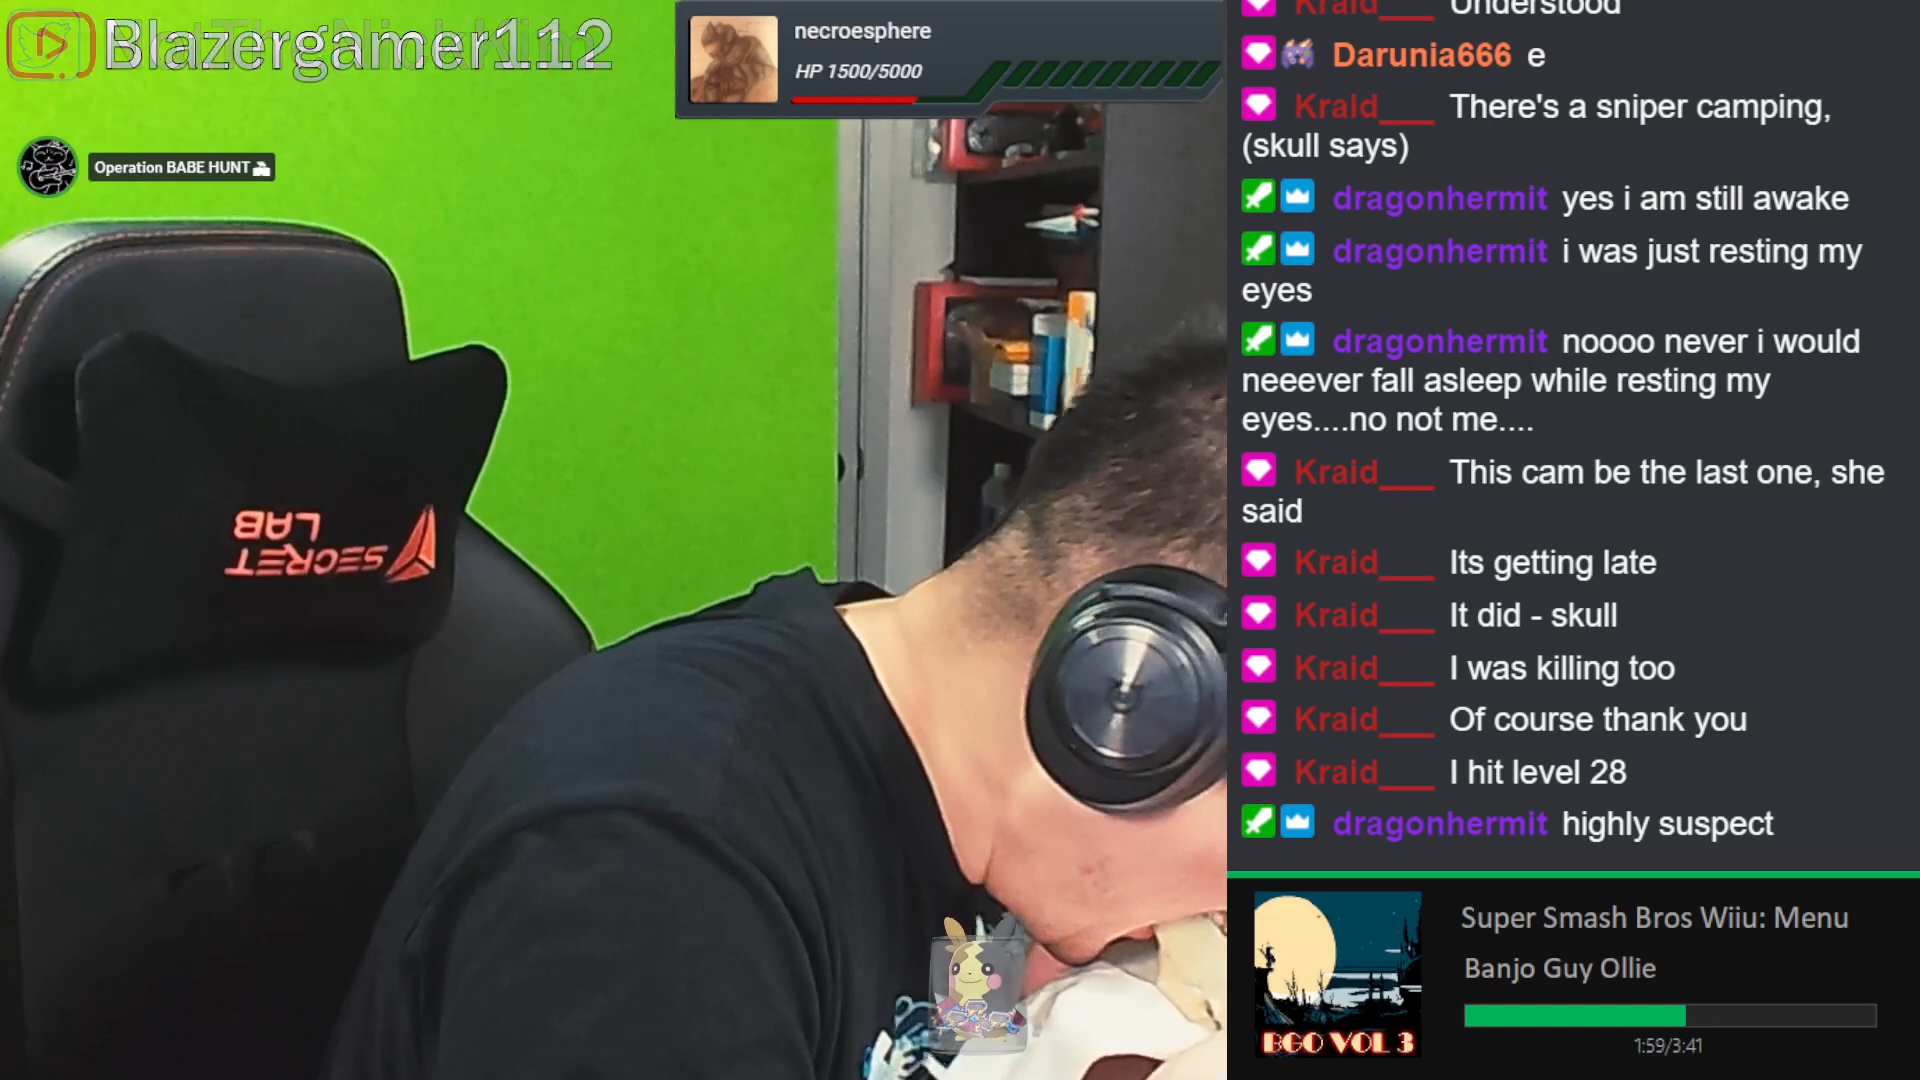 Blazergamer112
necroesphere
HP 1500/5000
Operation BABE HUNT
SECRET
LAB
Kraid___ Understood
Darunia666 e
Kraid___ There's a sniper camping,
(skull says)
dragonhermit yes i am still awake
dragonhermit i was just resting my
eyes
dragonhermit noooo never i would
neeever fall asleep while resting my
eyes....no not me....
Kraid___ This cam be the last one, she
said
Kraid___ Its getting late
Kraid___ It did - skull
Kraid___ I was killing too
Kraid___ Of course thank you
Kraid___ I hit level 28
dragonhermit highly suspect
BGO VOL 3
Super Smash Bros Wiiu: Menu
Banjo Guy Ollie
1:59/3:41